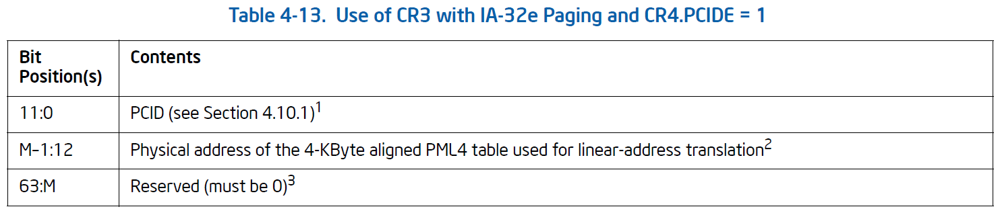 Table 4-13. Use of CR3 with IA-32e Paging and CR4.PCIDE = 1
Bit Position(s) Contents
11:0 PCID (see Section 4.10.1)1
M–1:12 Physical address of the 4-KByte aligned PML4 table used for linear-address translation2
63:M Reserved (must be 0)3